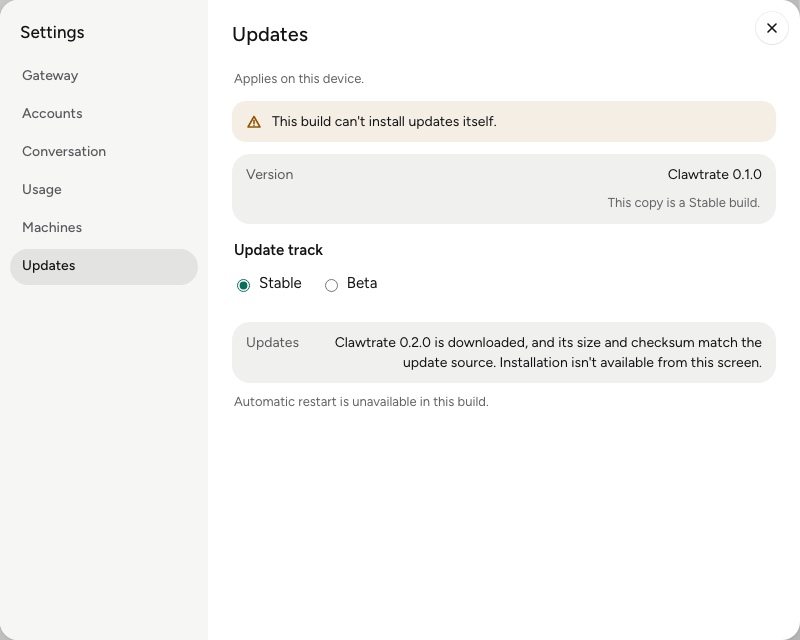 Settings
Gateway
Accounts
Conversation
Usage
Machines
Updates
Updates
Applies on this device.
This build can't install updates itself.
Version
Clawtrate 0.1.0
This copy is a Stable build.
Update track
Stable
Beta
Updates
Clawtrate 0.2.0 is downloaded, and its size and checksum match the
update source. Installation isn't available from this screen.
Automatic restart is unavailable in this build.